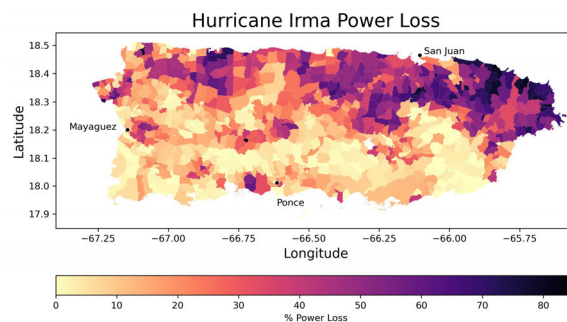 Hurricane Irma Power Loss
18.5
18.4
18.3
18.2
18.1
18.0
17.9
Latitude
San Juan
Mayaguez
Ponce
−67.25 −67.00 −66.75 −66.50 −66.25 −66.00 −65.75
Longitude
0 10 20 30 40 50 60 70 80
% Power Loss